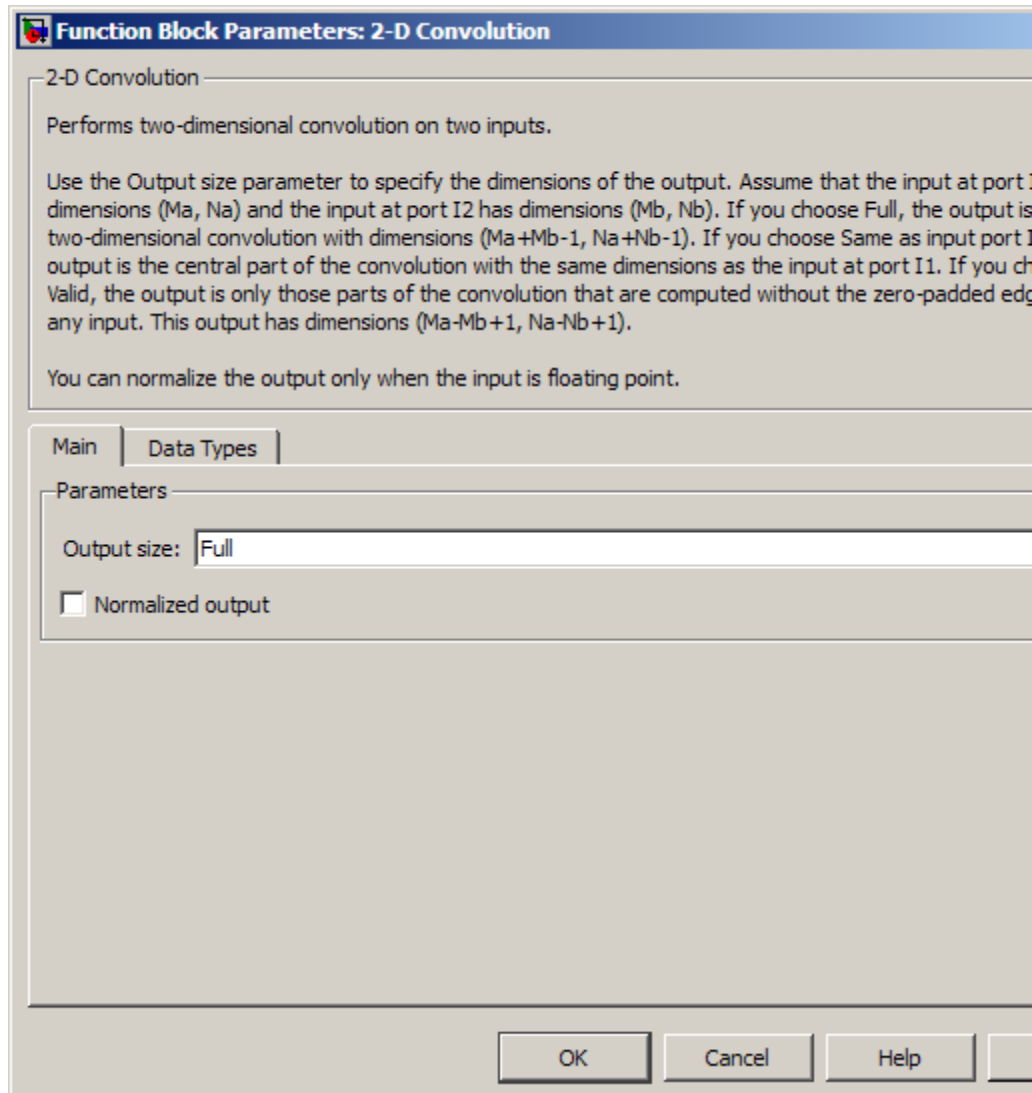 Function Block Parameters: 2-D Convolution
2-D Convolution
Performs two-dimensional convolution on two inputs.
Use the Output size parameter to specify the dimensions of the output. Assume that the input at port
dimensions (Ma, Na) and the input at port I2 has dimensions (Mb, Nb). If you choose Full, the output is
two-dimensional convolution with dimensions (Ma+Mb-1, Na+Nb-1). If you choose Same as input port
output is the central part of the convolution with the same dimensions as the input at port I1. If you
Valid, the output is only those parts of the convolution that are computed without the zero-padded
any input. This output has dimensions (Ma-Mb+1, Na-Nb+1).
You can normalize the output only when the input is floating point.
Main Data Types
Parameters
Output size: Full
Normalized output
OK Cancel Help